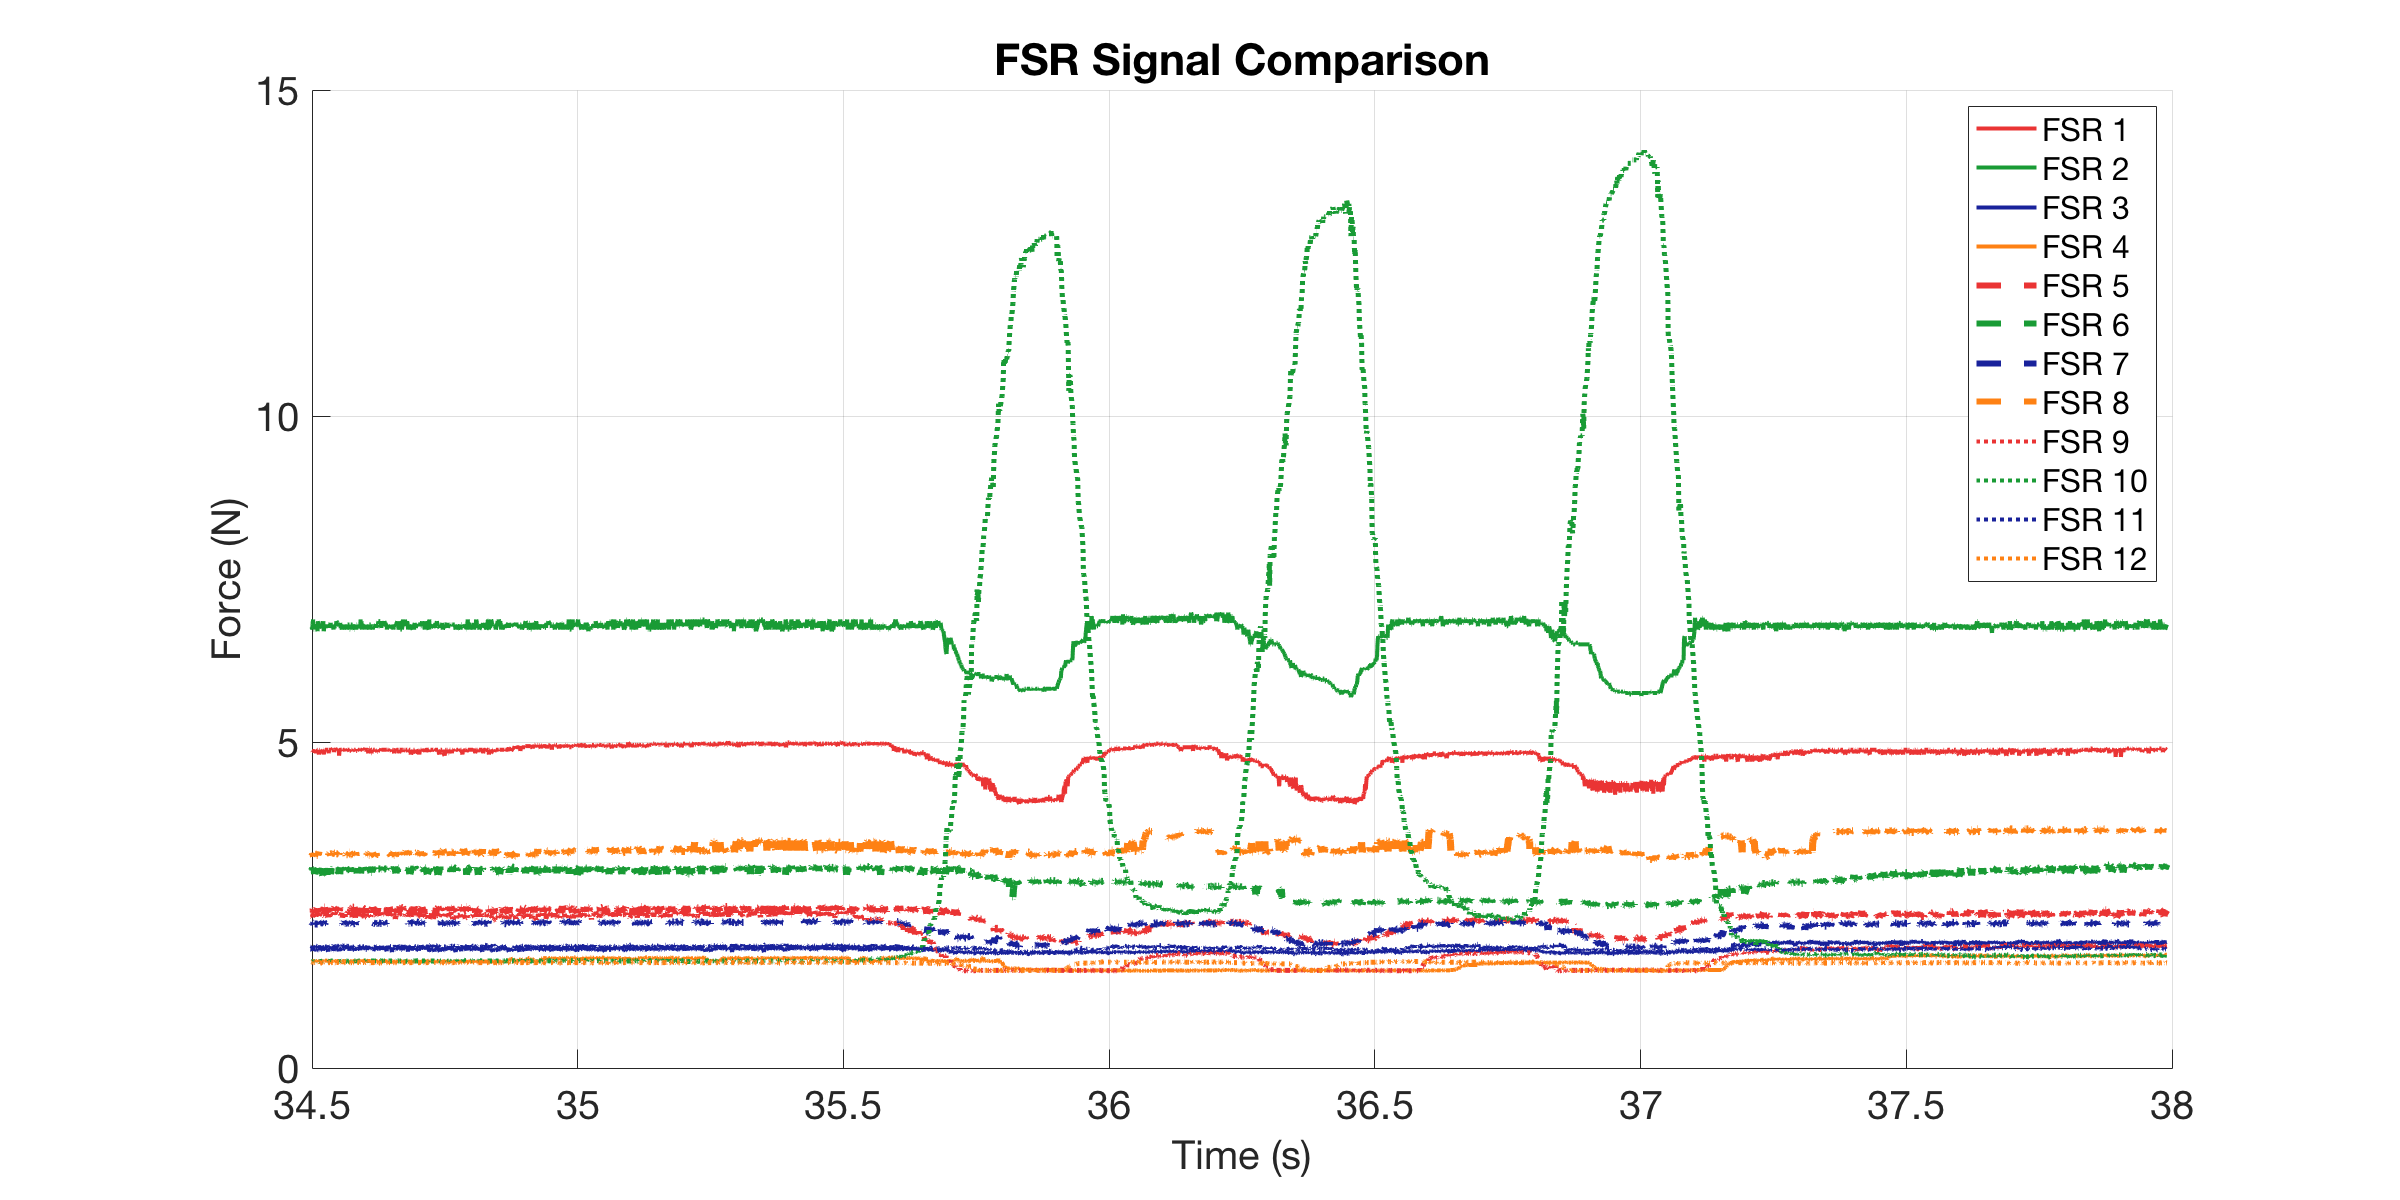 FSR Signal Comparison
15
10
5
0
Force (N)
34.5 35 35.5 36 36.5 37 37.5 38
Time (s)
FSR 1
FSR 2
FSR 3
FSR 4
FSR 5
FSR 6
FSR 7
FSR 8
FSR 9
FSR 10
FSR 11
FSR 12